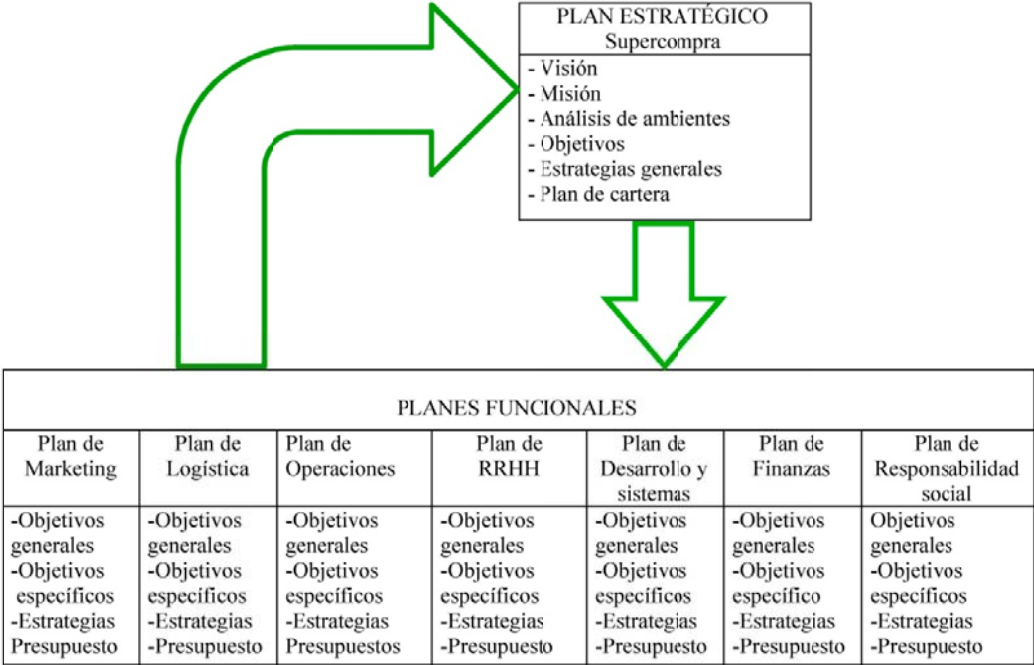 PLAN ESTRATÉGICO
Supercompra
- Visión
- Misión
- Análisis de ambientes
- Objetivos
- Estrategias generales
- Plan de cartera
PLANES FUNCIONALES
Plan de
Marketing
Plan de
Logística
Plan de
Operaciones
Plan de
RRHH
Plan de
Desarrollo y
sistemas
Plan de
Finanzas
Plan de
Responsabilidad
social
-Objetivos
generales
-Objetivos
específicos
-Estrategias
Presupuesto
-Objetivos
generales
-Objetivos
específicos
-Estrategias
-Presupuesto
-Objetivos
generales
-Objetivos
específicos
-Estrategias
Presupuestos
-Objetivos
generales
-Objetivos
específicos
-Estrategias
-Presupuesto
-Objetivos
generales
-Objetivos
específicos
-Estrategias
-Presupuesto
-Objetivos
generales
-Objetivos
específico
-Estrategias
-Presupuesto
Objetivos
generales
-Objetivos
específicos
-Estrategias
-Presupuesto